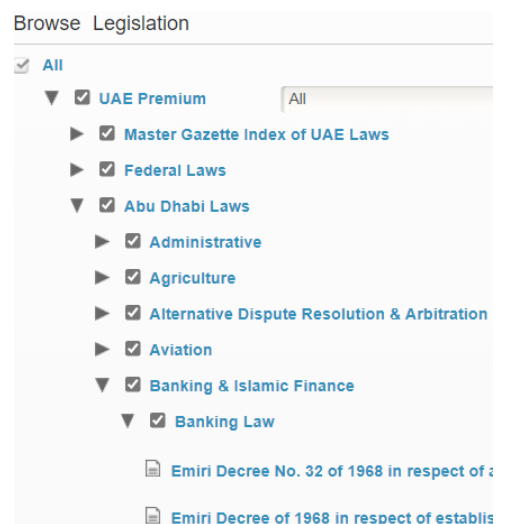 Browse Legislation
All
UAE Premium All
Master Gazette Index of UAE Laws
Federal Laws
Abu Dhabi Laws
Administrative
Agriculture
Alternative Dispute Resolution & Arbitration
Aviation
Banking & Islamic Finance
Banking Law
Emiri Decree No. 32 of 1968 in respect of
Emiri Decree of 1968 in respect of establis